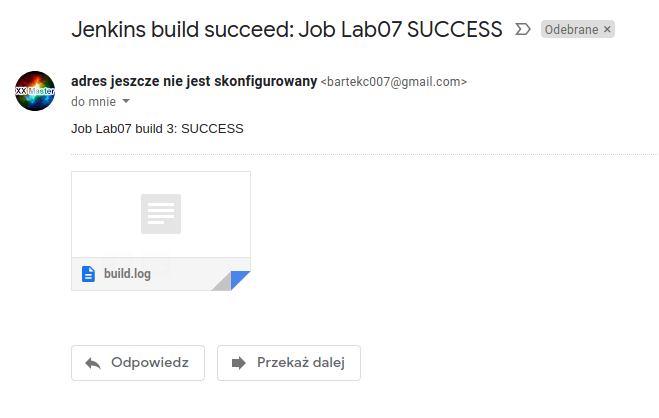 Jenkins build succeed: Job Lab07 SUCCESS Odebrane ×
XX Master
adres jeszcze nie jest skonfigurowany <bartekc007@gmail.com>
do mnie
Job Lab07 build 3: SUCCESS
build.log
Odpowiedz Przekaż dalej